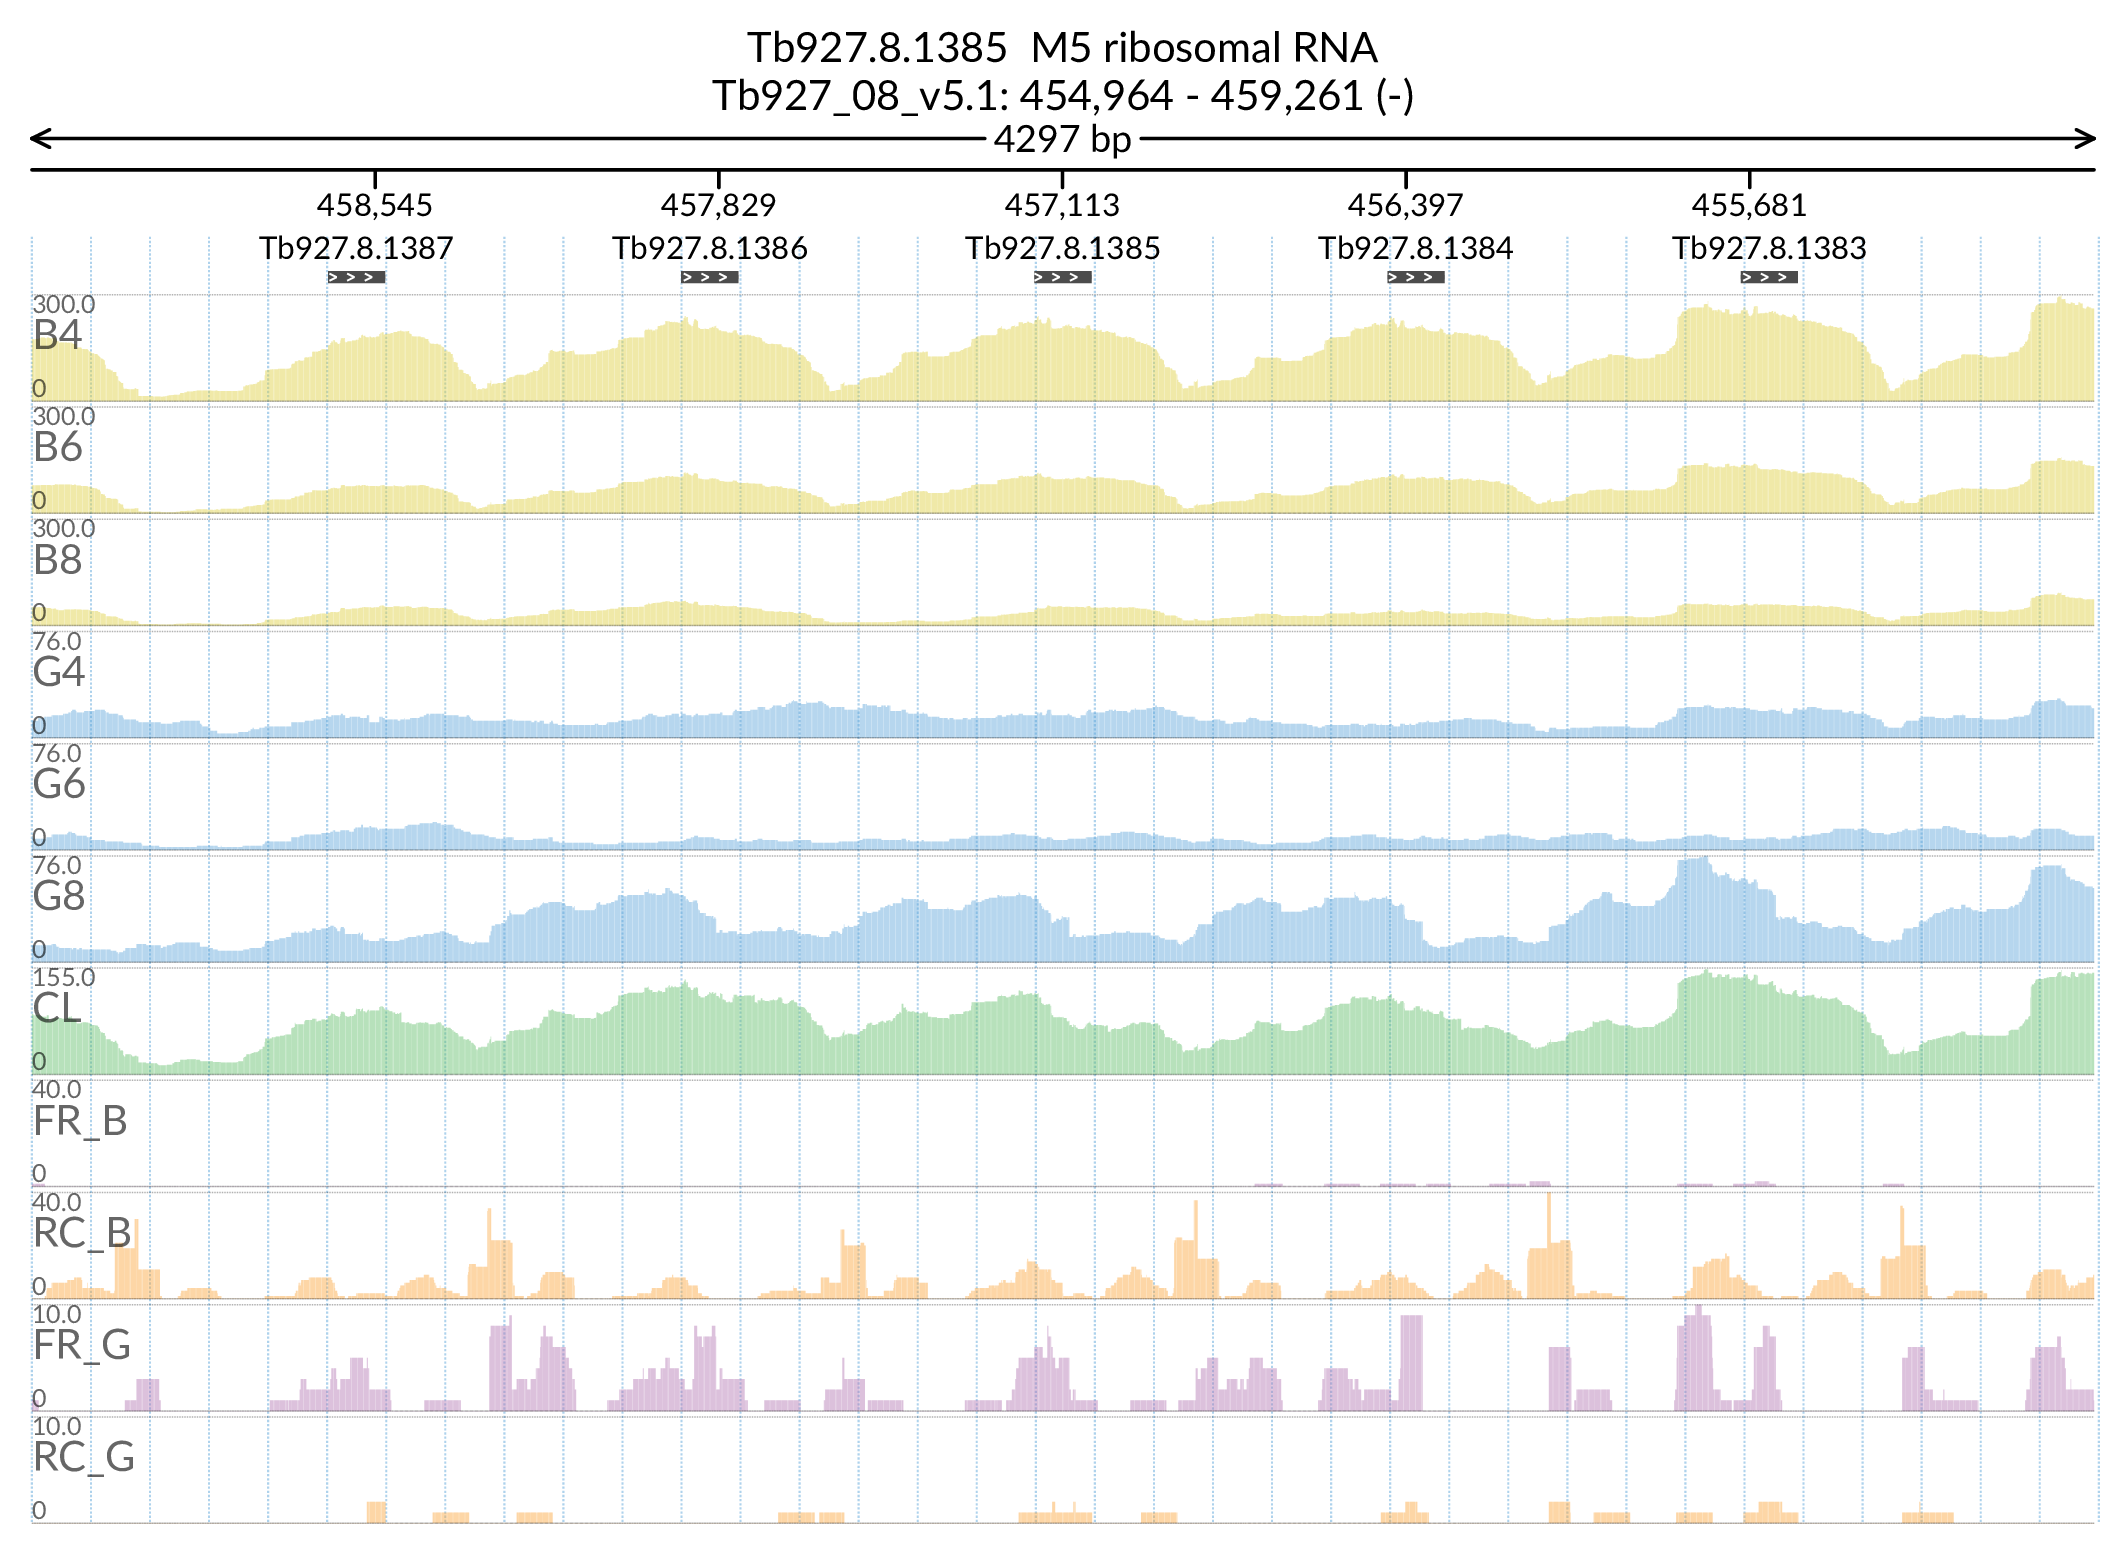 Tb927.8.1385  M5 ribosomal RNA
Tb927_08_v5.1: 454,964 - 459,261 (-)
4297 bp
458,545 457,829 457,113 456,397 455,681
Tb927.8.1387 Tb927.8.1386 Tb927.8.1385 Tb927.8.1384 Tb927.8.1383
300.0
B4
0
300.0
B6
0
300.0
B8
0
76.0
G4
0
76.0
G6
0
76.0
G8
0
155.0
CL
0
40.0
FR_B
0
40.0
RC_B
0
10.0
FR_G
0
10.0
RC_G
0